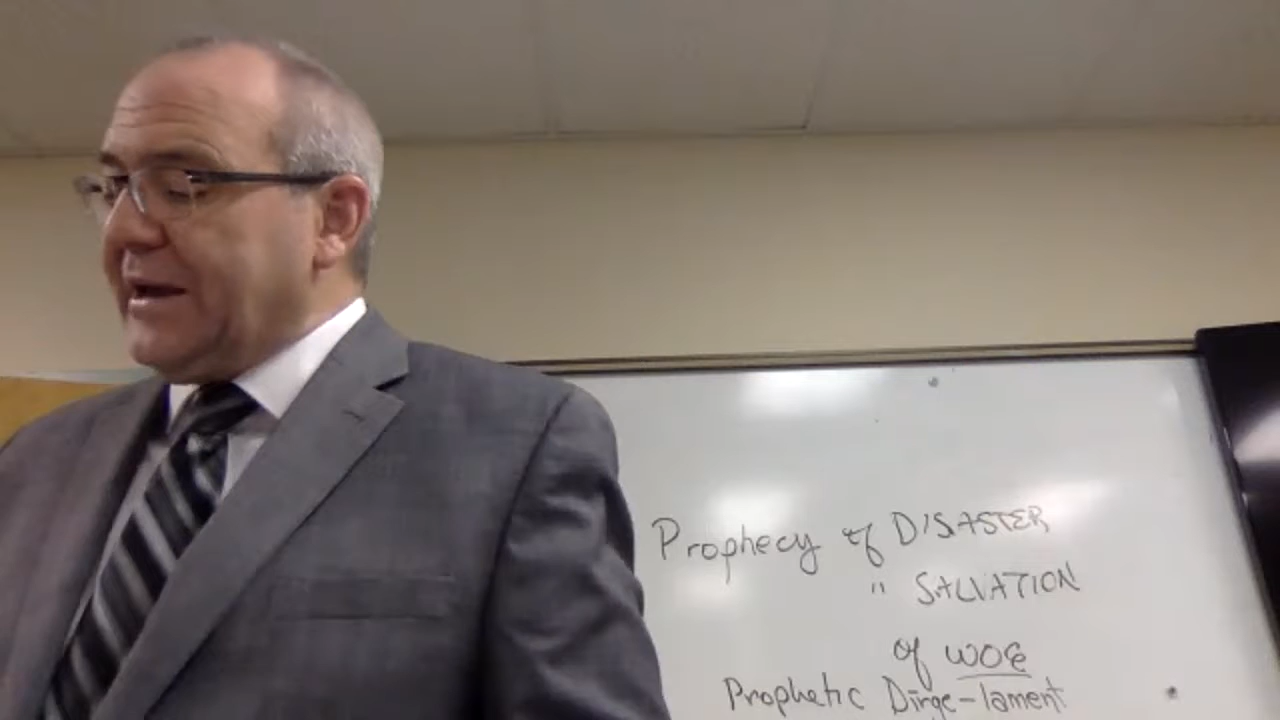 Prophecy of DISASTER
" SALVATION
of WOE
Prophetic Dirge-lament